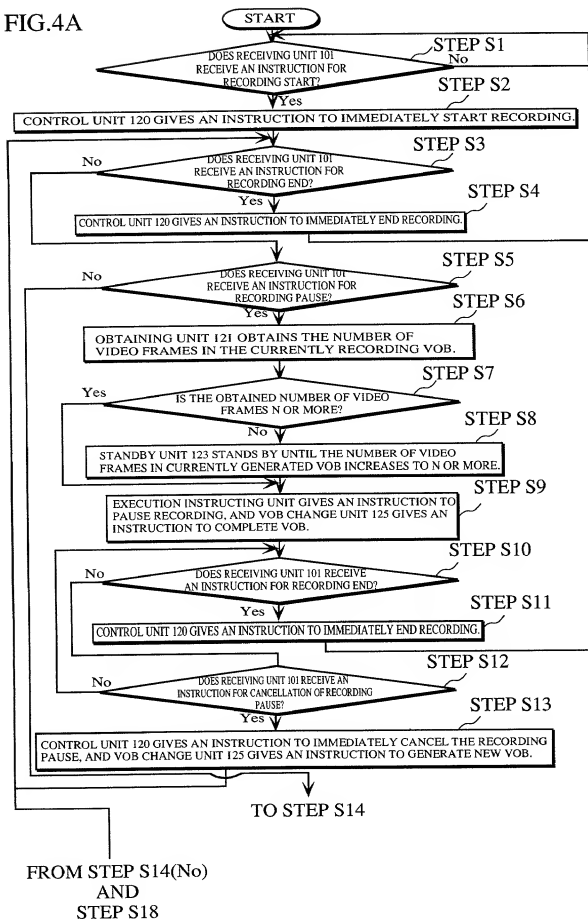 FIG.4A
START
STEP S1
DOES RECEIVING UNIT 101
RECEIVE AN INSTRUCTION FOR
RECORDING START?
No
Yes
STEP S2
CONTROL UNIT 120 GIVES AN INSTRUCTION TO IMMEDIATELY START RECORDING.
STEP S3
No
DOES RECEIVING UNIT 101
RECEIVE AN INSTRUCTION FOR
RECORDING END?
Yes
STEP S4
CONTROL UNIT 120 GIVES AN INSTRUCTION TO IMMEDIATELY END RECORDING.
STEP S5
No
DOES RECEIVING UNIT 101
RECEIVE AN INSTRUCTION FOR
RECORDING PAUSE?
Yes
STEP S6
OBTAINING UNIT 121 OBTAINS THE NUMBER OF
VIDEO FRAMES IN THE CURRENTLY RECORDING VOB.
STEP S7
Yes
IS THE OBTAINED NUMBER OF VIDEO
FRAMES N OR MORE?
No
STEP S8
STANDBY UNIT 123 STANDS BY UNTIL THE NUMBER OF VIDEO
FRAMES IN CURRENTLY GENERATED VOB INCREASES TO N OR MORE.
STEP S9
EXECUTION INSTRUCTING UNIT GIVES AN INSTRUCTION TO
PAUSE RECORDING, AND VOB CHANGE UNIT 125 GIVES AN
INSTRUCTION TO COMPLETE VOB.
STEP S10
No
DOES RECEIVING UNIT 101 RECEIVE
AN INSTRUCTION FOR RECORDING END?
Yes
STEP S11
CONTROL UNIT 120 GIVES AN INSTRUCTION TO IMMEDIATELY END RECORDING.
STEP S12
No
DOES RECEIVING UNIT 101 RECEIVE AN
INSTRUCTION FOR CANCELLATION OF RECORDING
PAUSE?
Yes
STEP S13
CONTROL UNIT 120 GIVES AN INSTRUCTION TO IMMEDIATELY CANCEL THE RECORDING
PAUSE, AND VOB CHANGE UNIT 125 GIVES AN INSTRUCTION TO GENERATE NEW VOB.
TO STEP S14
FROM STEP S14(No)
AND
STEP S18